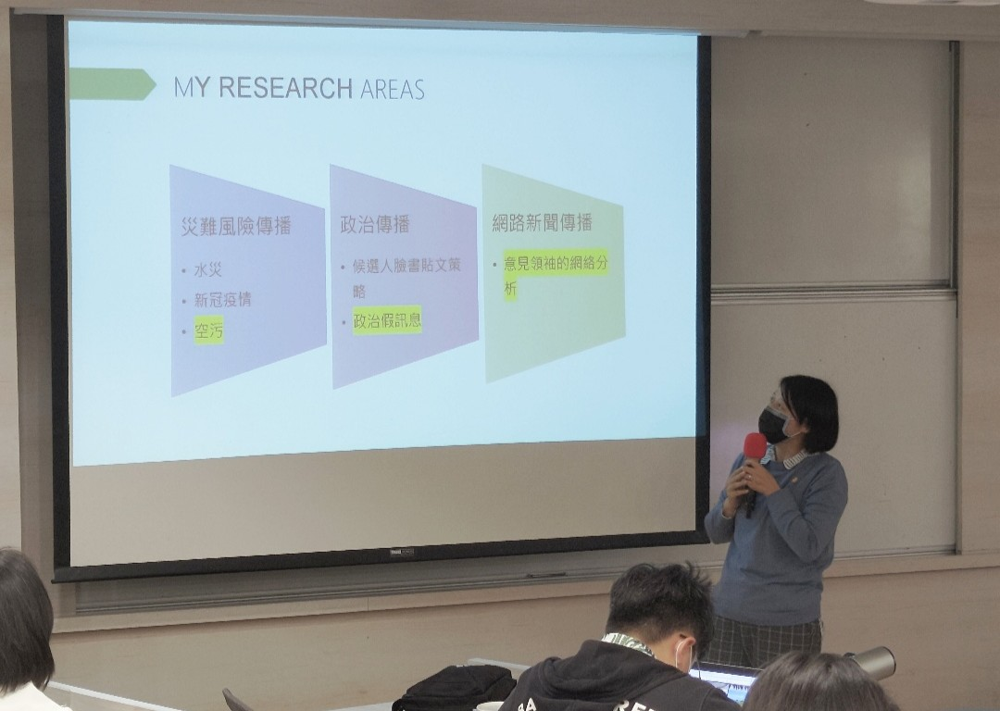 MY RESEARCH AREAS
災難風險傳播
• 水災
• 新冠疫情
• 空污
政治傳播
• 候選人臉書貼文策
略
• 政治假訊息
網路新聞傳播
• 意見領袖的網絡分
析